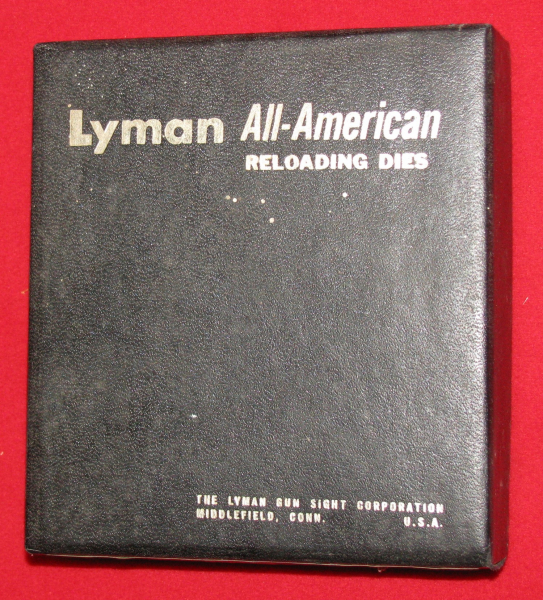 Lyman All-American
RELOADING DIES
THE LYMAN GUN SIGHT CORPORATION
MIDDLEFIELD, CONN. U.S.A.